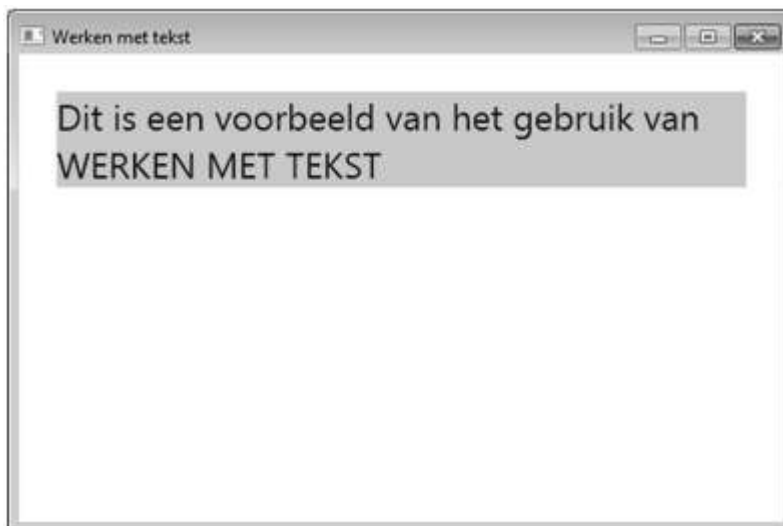 Werken met tekst
Dit is een voorbeeld van het gebruik van
WERKEN MET TEKST